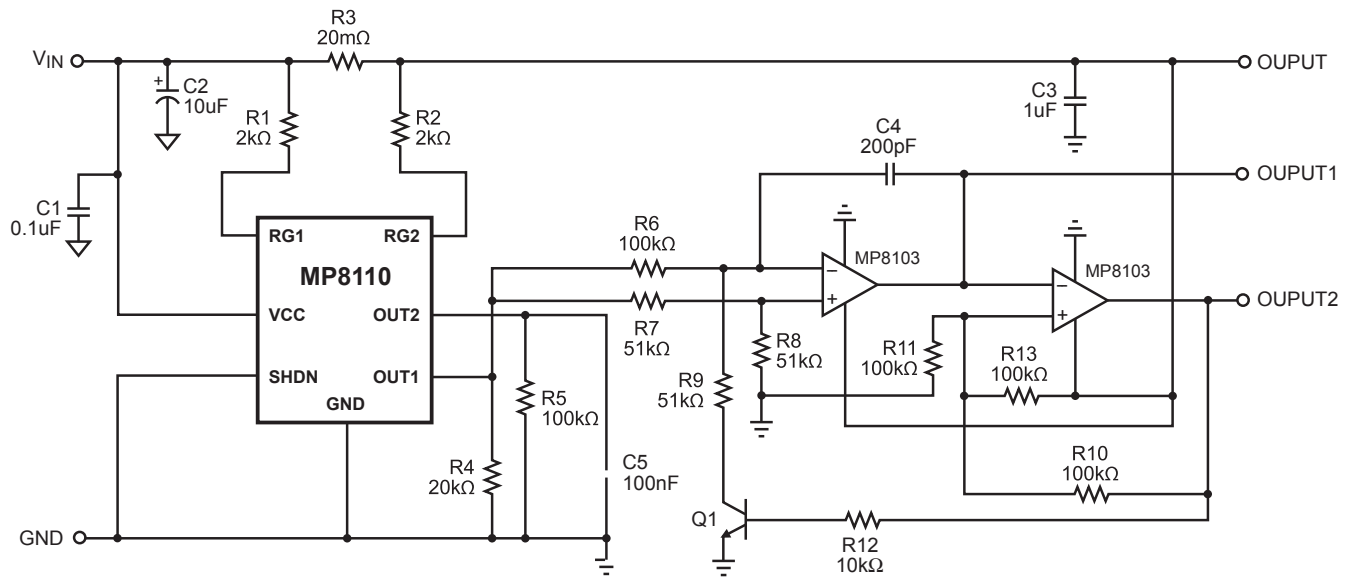 R3
20mΩ
VIN
OUPUT
C2
10uF
+
R1
2kΩ
R2
2kΩ
C3
1uF
C4
200pF
OUPUT1
C1
0.1uF
RG1
RG2
MP8110
R6
100kΩ
MP8103
MP8103
−
+
−
+
OUPUT2
VCC
OUT2
R7
51kΩ
R8
51kΩ
R11
100kΩ
R13
100kΩ
SHDN
OUT1
GND
R9
51kΩ
R5
100kΩ
R4
20kΩ
C5
100nF
R10
100kΩ
Q1
R12
10kΩ
GND